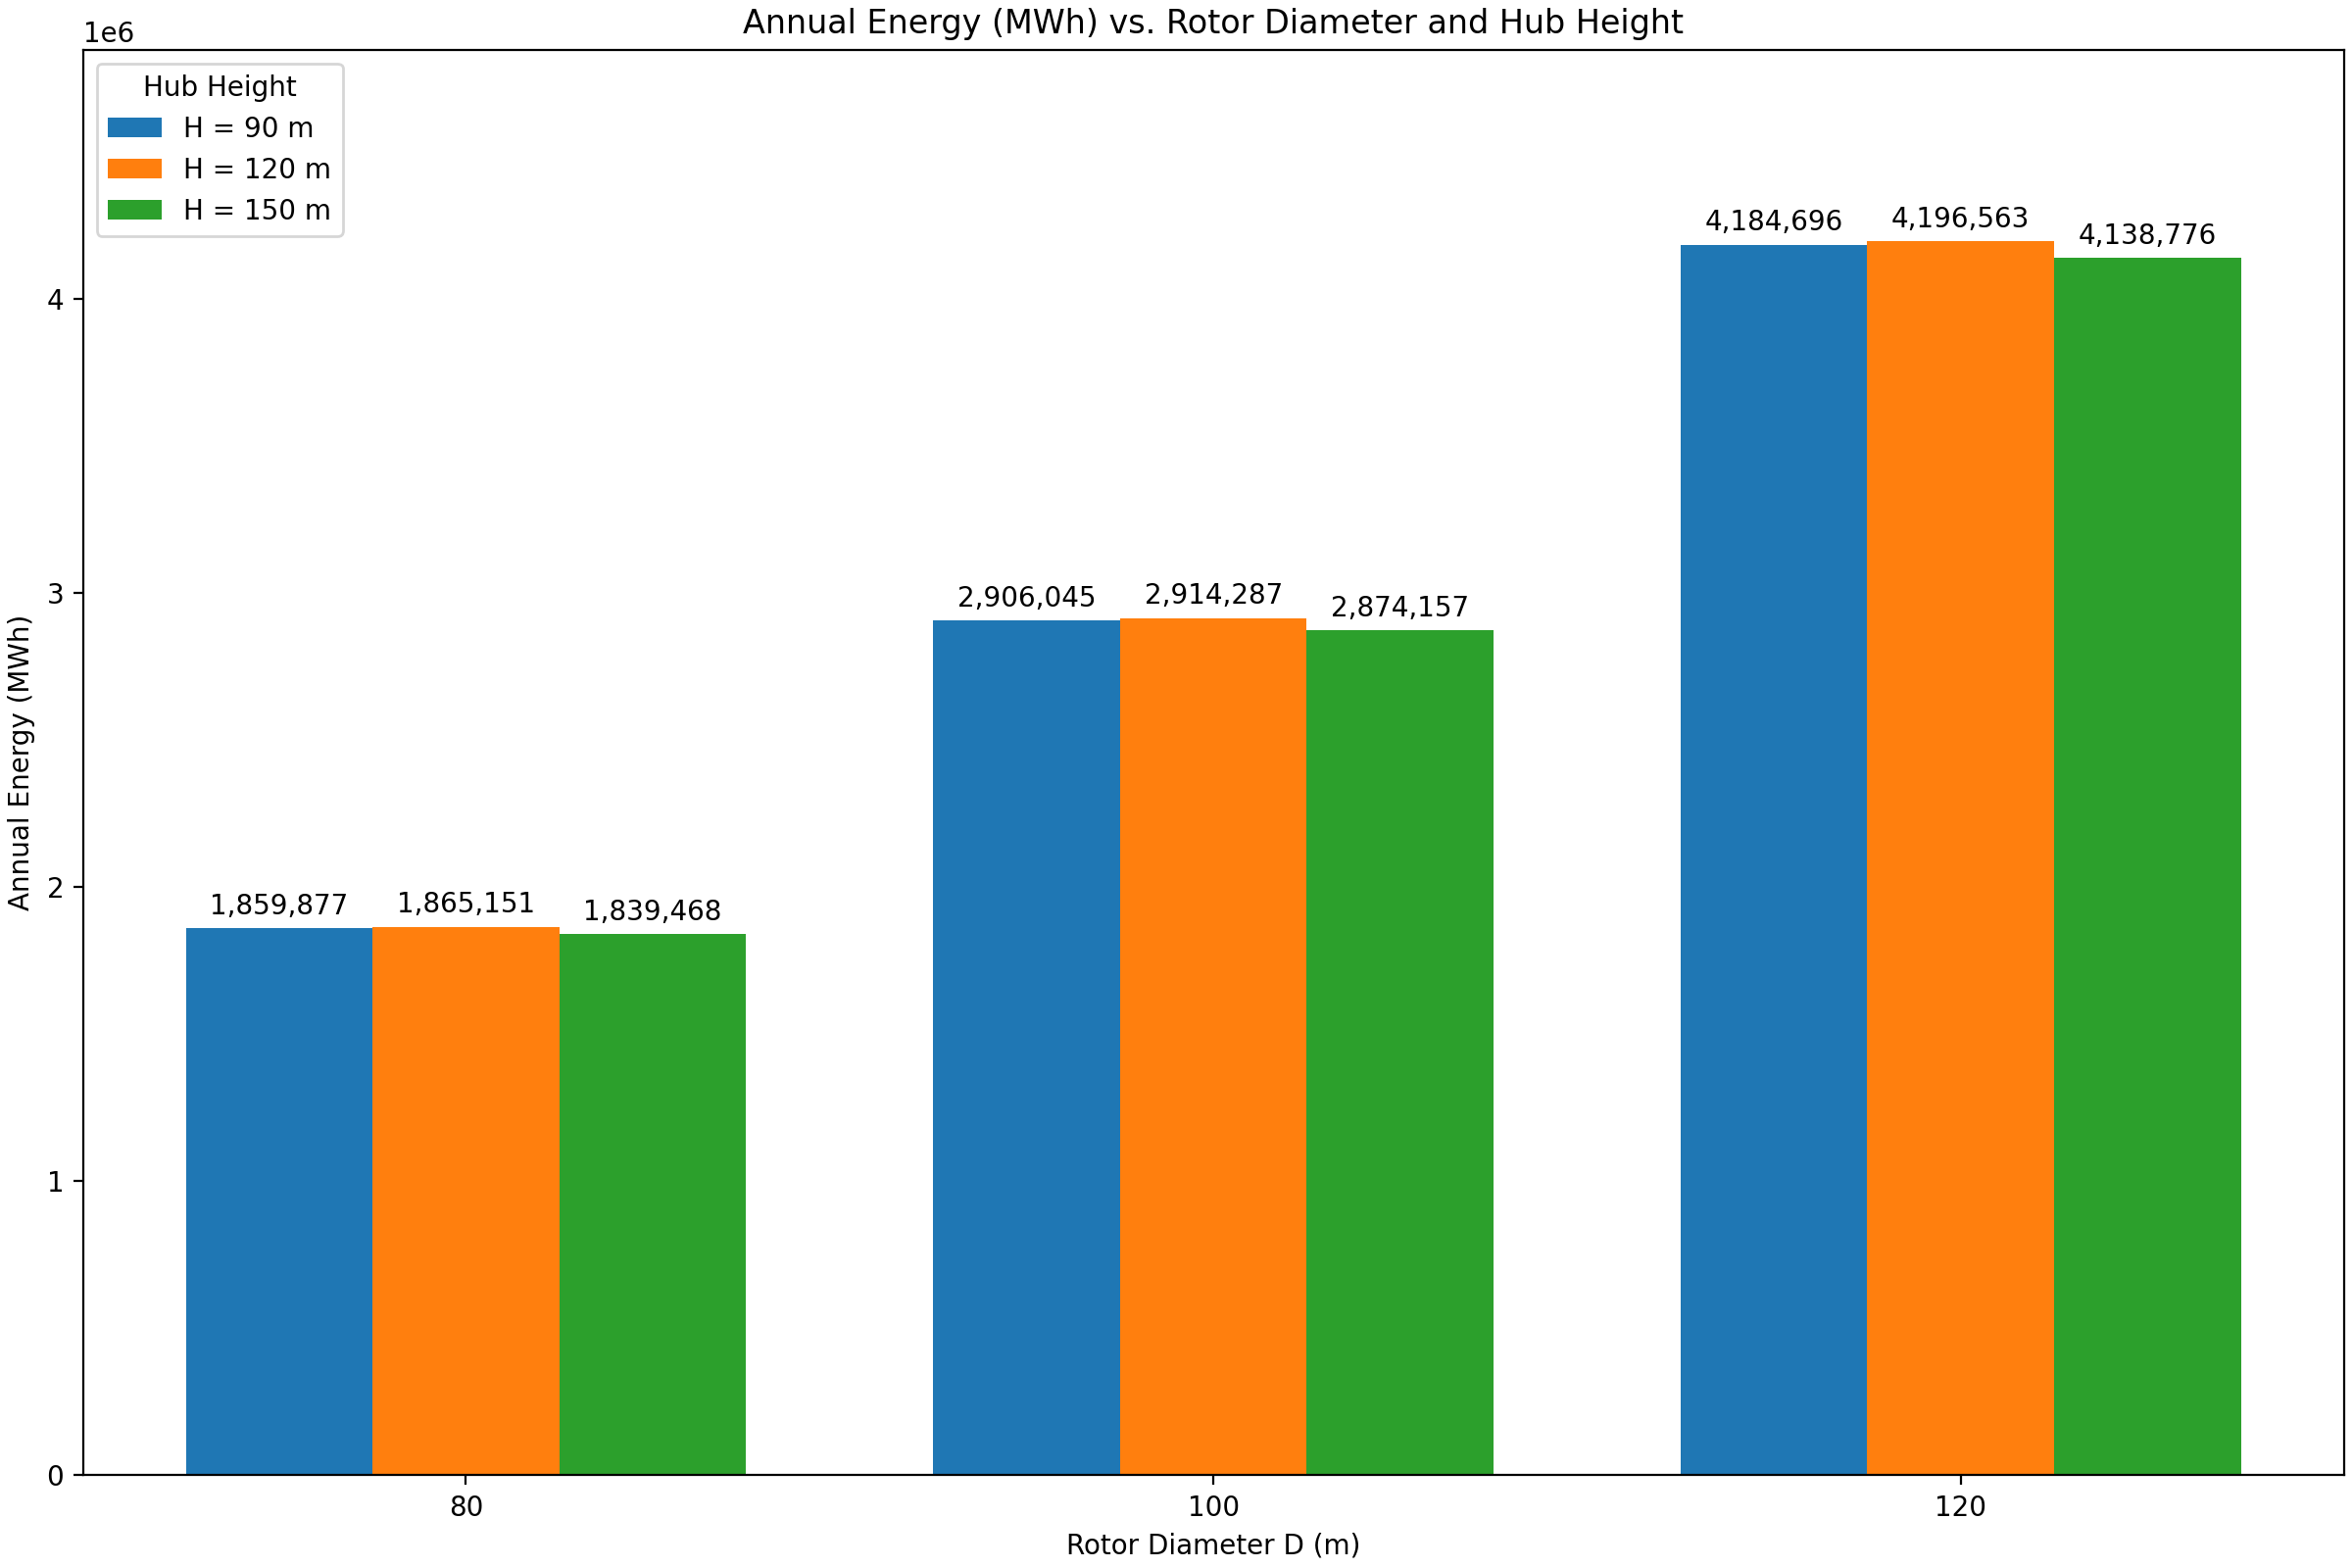 Annual Energy (MWh) vs. Rotor Diameter and Hub Height
1e6
Hub Height
H = 90 m
H = 120 m
H = 150 m
4,184,696
4,196,563
4,138,776
2,906,045
2,914,287
2,874,157
1,859,877
1,865,151
1,839,468
4
3
2
1
0
Annual Energy (MWh)
80
100
120
Rotor Diameter D (m)